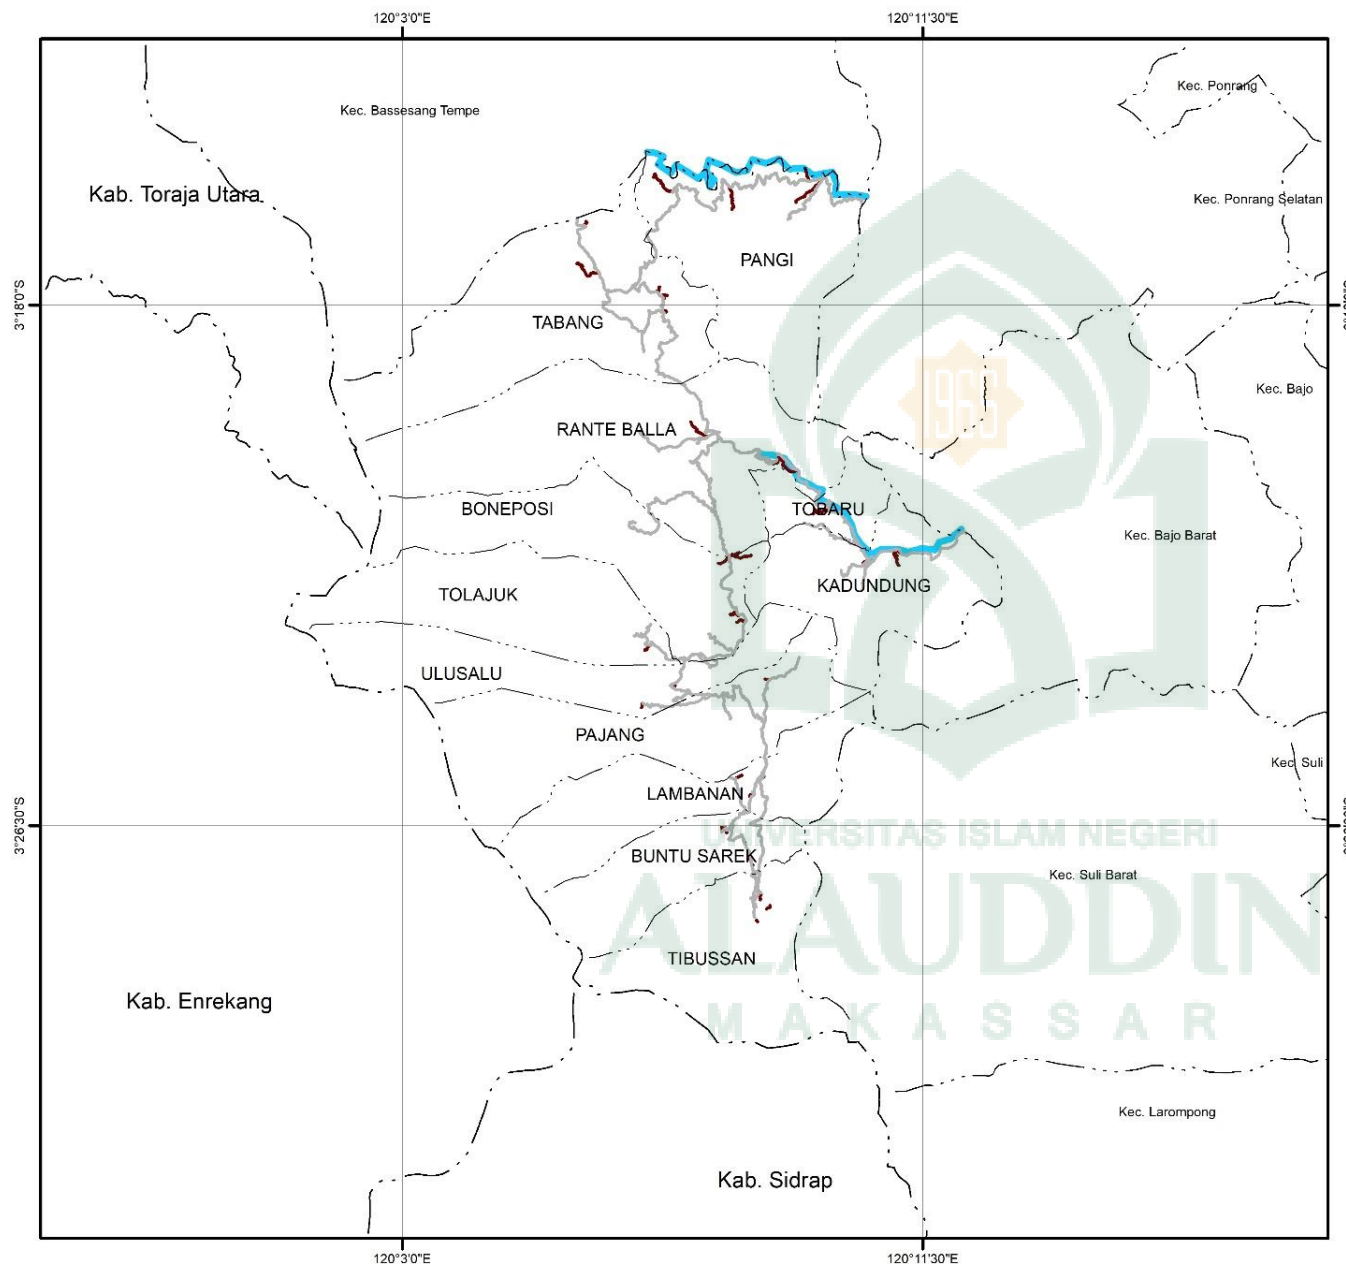 120°3'0"E
120°11'30"E
Kec. Ponrang
Kec. Bassesang Tempe
Kab. Toraja Utara
Kec. Ponrang Selatan
PANGI
3°18'0"S
TABANG
1965
Kec. Bajo
RANTE BALLA
BONEPOSI
TOBARU
Kec. Bajo Barat
KADUNDUNG
TOLAJUK
ULUSALU
PAJANG
Kec. Suli
LAMBANAN
3°26'30"S
UNIVERSITAS ISLAM NEGERI
BUNTU SAREK
Kec. Suli Barat
ALAUDDIN
TIBUSSAN
Kab. Enrekang
MAKASSAR
Kec. Larompong
Kab. Sidrap
120°3'0"E
120°11'30"E